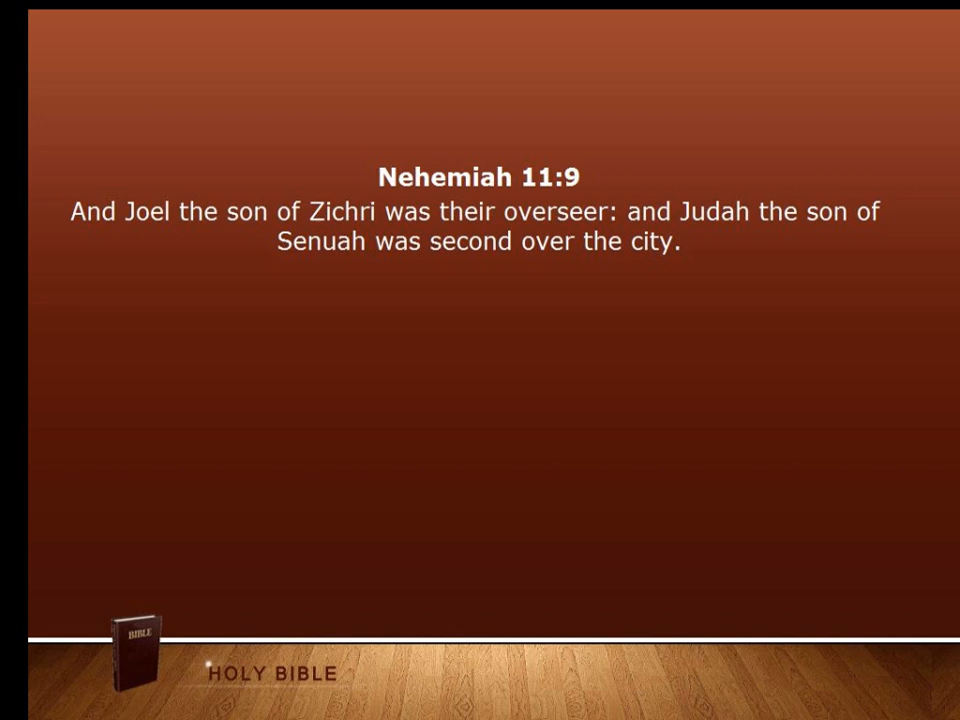 Nehemiah 11:9
And Joel the son of Zichri was their overseer: and Judah the son of
Senuah was second over the city.
BIBLE
HOLY BIBLE